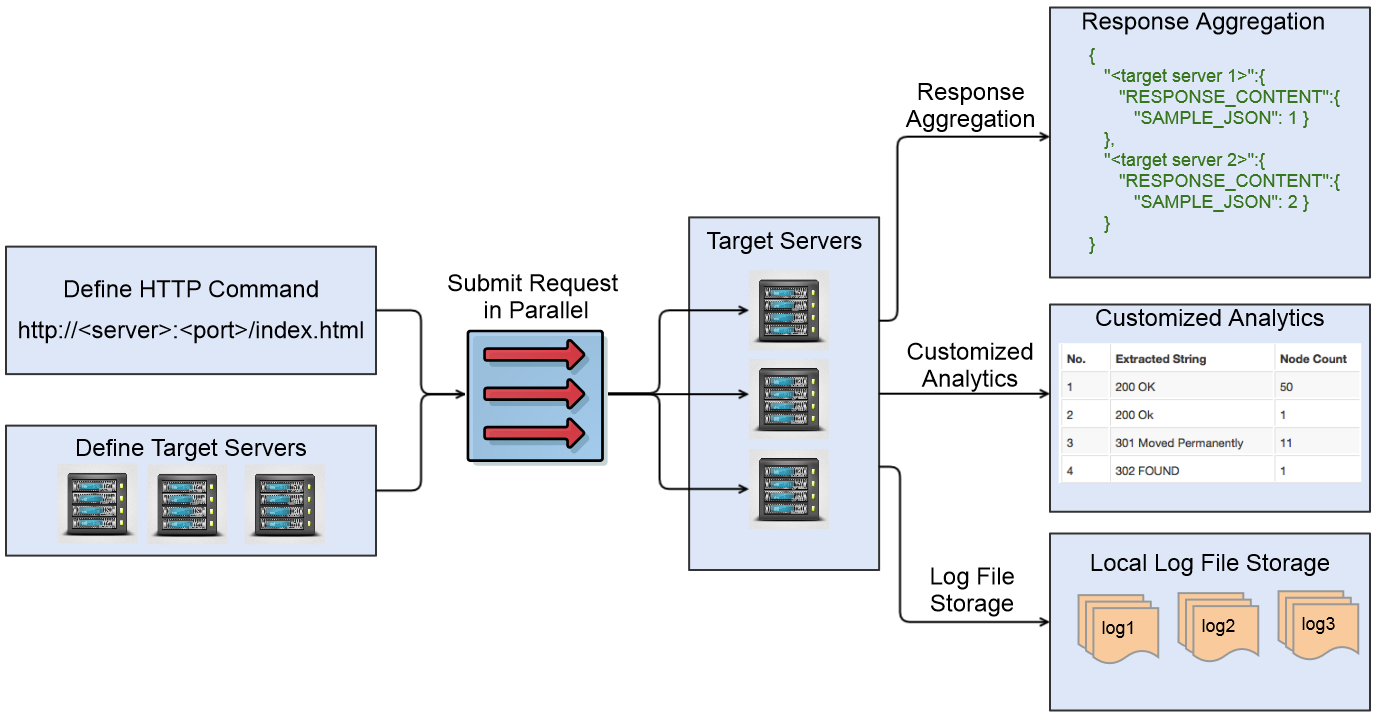 Define HTTP Command
http://<server>:<port>/index.html
Define Target Servers
Submit Request
in Parallel
Target Servers
Response
Aggregation
Customized
Analytics
Log File
Storage
Response Aggregation
{
"<target server 1>":{
"RESPONSE_CONTENT":{
"SAMPLE_JSON": 1 }
},
"<target server 2>":{
"RESPONSE_CONTENT":{
"SAMPLE_JSON": 2 }
}
}
Customized Analytics
No. Extracted String Node Count
1 200 OK 50
2 200 Ok 1
3 301 Moved Permanently 11
4 302 FOUND 1
Local Log File Storage
log1 log2 log3